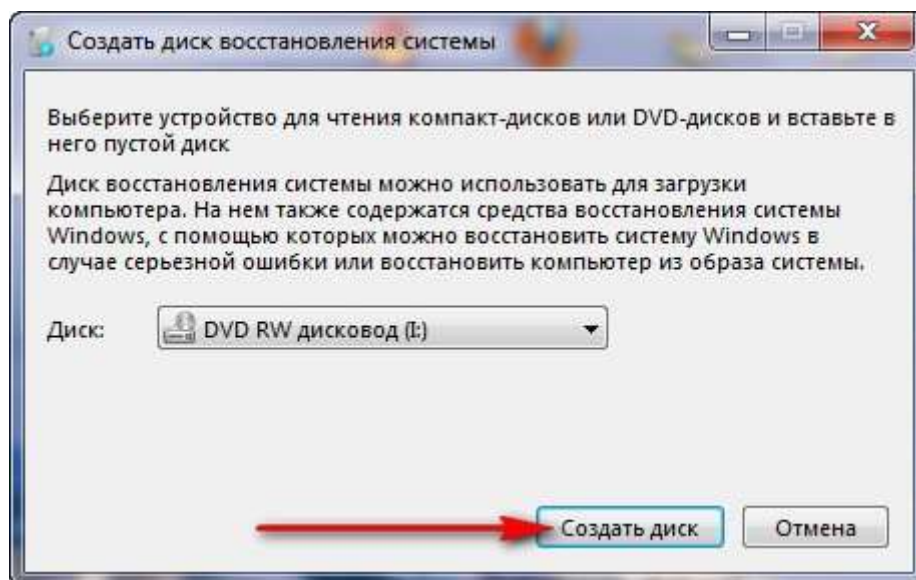 Создать диск восстановления системы
Выберите устройство для чтения компакт-дисков или DVD-дисков и вставьте в
него пустой диск
Диск восстановления системы можно использовать для загрузки
компьютера. На нем также содержатся средства восстановления системы
Windows, с помощью которых можно восстановить систему Windows в
случае серьезной ошибки или восстановить компьютер из образа системы.
Диск: DVD RW дисковод (I:)
Создать диск Отмена